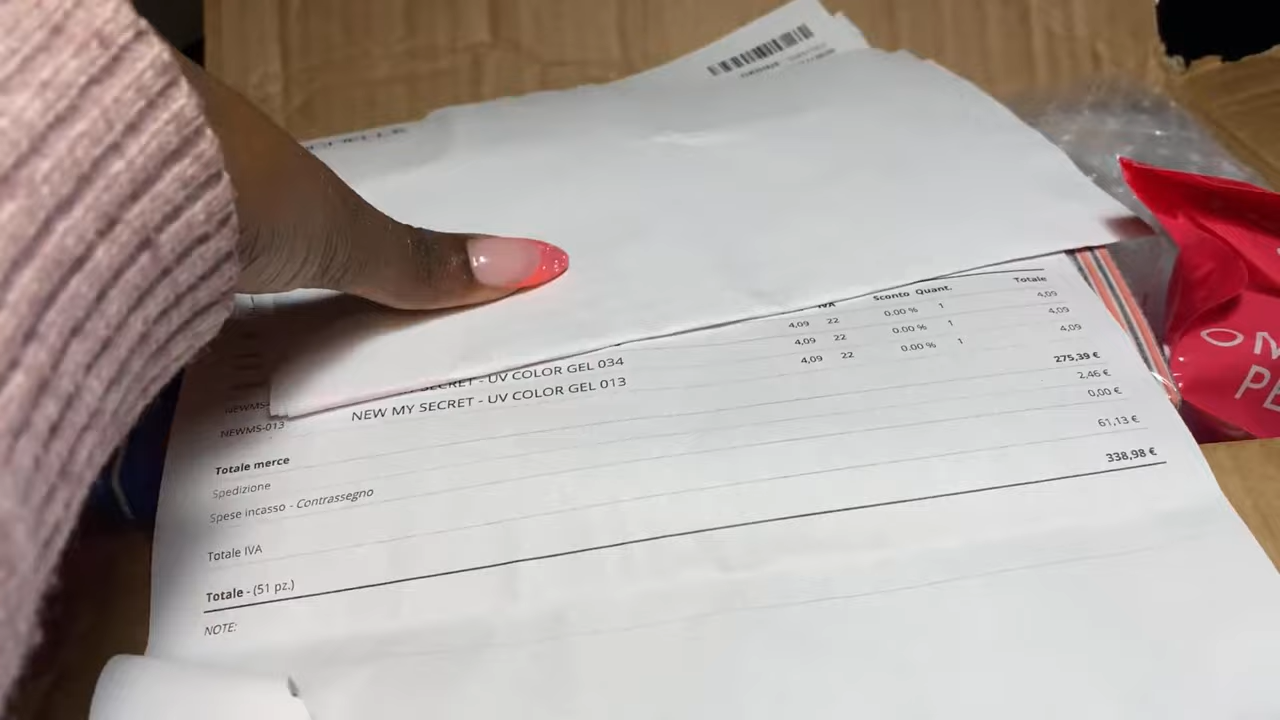 IVA Sconto Quant. Totale
4,09 22 0.00 % 1 4,09
4,09 22 0.00 % 1 4,09
SECRET - UV COLOR GEL 034 4,09 22 0.00 % 1 4,09
NEWMS-
NEWMS-013 NEW MY SECRET - UV COLOR GEL 013
Totale merce 275,39 €
Spedizione 2,46 €
Spese incasso - Contrassegno 0,00 €
Totale IVA 61,13 €
Totale - (51 pz.) 338,98 €
NOTE: